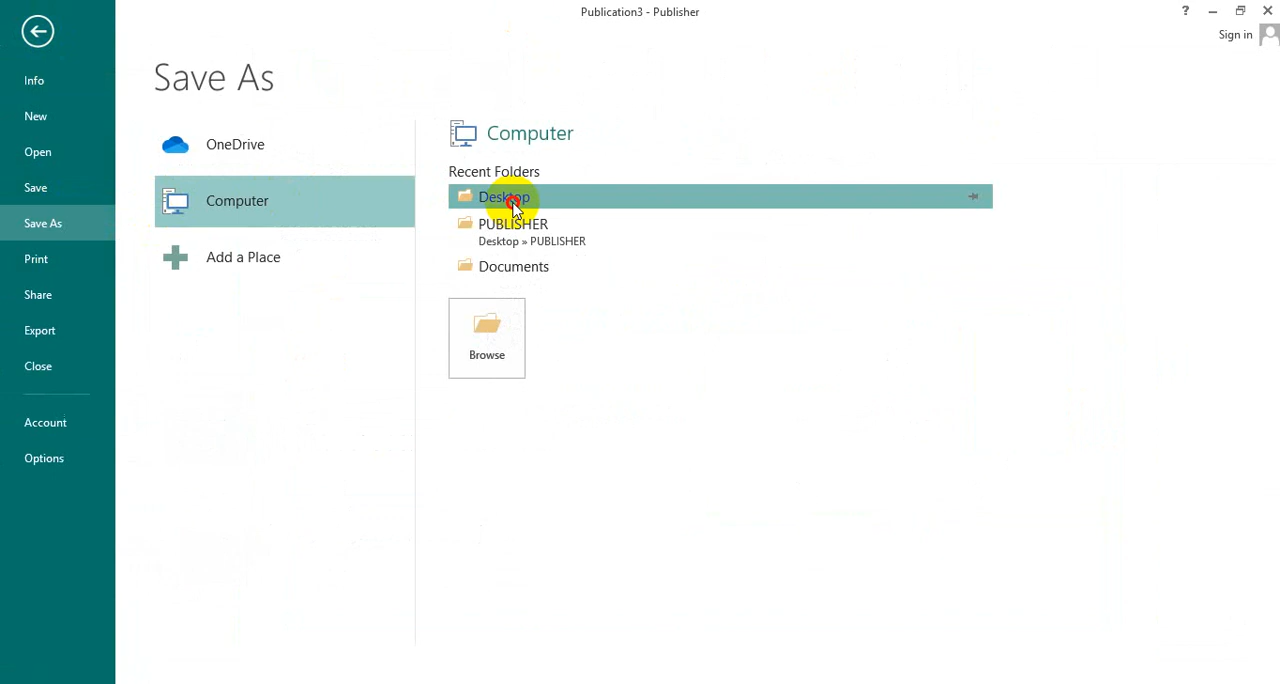 Publication3 - Publisher
?
Sign in
Info
New
Open
Save
Save As
Print
Share
Export
Close
Account
Options
Save As
OneDrive
Computer
Add a Place
Computer
Recent Folders
Desktop
PUBLISHER
Desktop » PUBLISHER
Documents
Browse